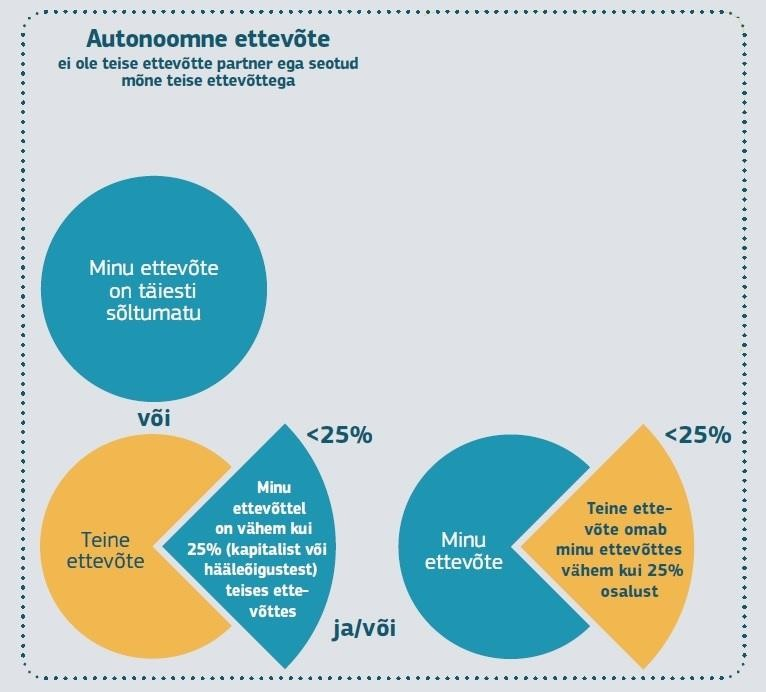 Autonoomne ettevõte
ei ole teise ettevõtte partner ega seotud
mõne teise ettevõttega
Minu ettevõte
on täiesti
sõltumatu
või
<25%
Minu
ettevõttel
on vähem kui
25% (kapitalist või
hääleõigustest)
teises ette-
võttes
Teine
ettevõte
ja/või
<25%
Minu
ettevõte
Teine ette-
võte omab
minu ettevõttes
vähem kui 25%
osalust